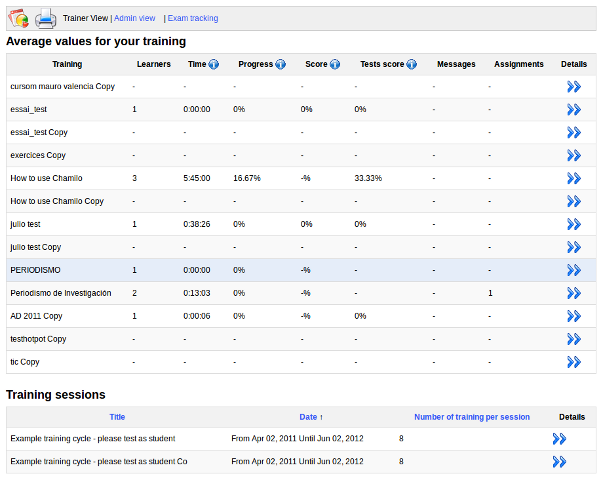 Trainer View | Admin view | Exam tracking
Average values for your training
Training Learners Time Progress Score Tests score Messages Assignments Details
cursom mauro valencia Copy - - - - - - -
essai_test 1 0:00:00 0% 0% 0% - -
essai_test Copy - - - - - - -
exercices Copy - - - - - - -
How to use Chamilo 3 5:45:00 16.67% -% 33.33% - -
How to use Chamilo Copy - - - - - - -
julio test 1 0:38:26 0% 0% 0% - -
julio test Copy - - - - - - -
PERIODISMO 1 0:00:00 0% -% - - -
Periodismo de Investigación 2 0:13:03 0% -% - - 1
AD 2011 Copy 1 0:00:06 0% -% 0% - -
testhotpot Copy - - - - - - -
tic Copy - - - - - - -
Training sessions
Title Date ↑ Number of training per session Details
Example training cycle - please test as student From Apr 02, 2011 Until Jun 02, 2012 8
Example training cycle - please test as student Co From Apr 02, 2011 Until Jun 02, 2012 8